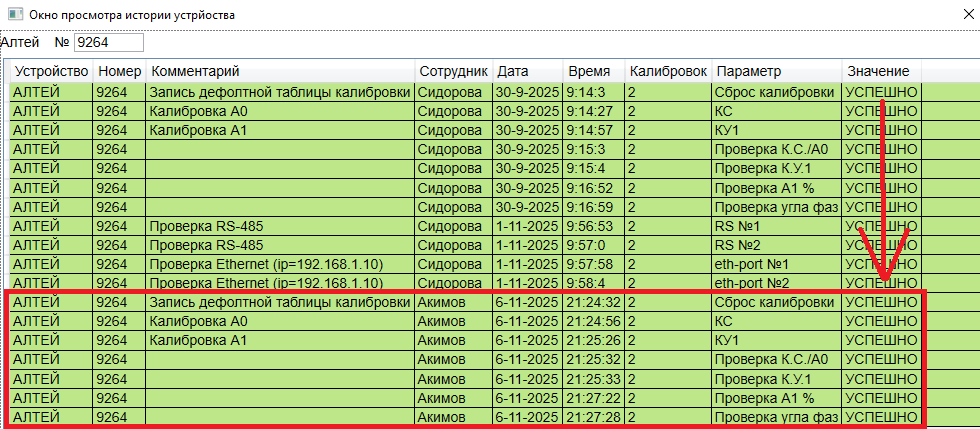 Окно просмотра истории устрйоства
Алтей № 9264
Устройство Номер Комментарий Сотрудник Дата Время Калибровок Параметр Значение
АЛТЕЙ 9264 Запись дефолтной таблицы калибровки Сидорова 30-9-2025 9:14:3 2 Сброс калибровки УСПЕШНО
АЛТЕЙ 9264 Калибровка A0 Сидорова 30-9-2025 9:14:27 2 КС УСПЕШНО
АЛТЕЙ 9264 Калибровка A1 Сидорова 30-9-2025 9:14:57 2 КУ1 УСПЕШНО
АЛТЕЙ 9264 Сидорова 30-9-2025 9:15:3 2 Проверка К.С./A0 УСПЕШНО
АЛТЕЙ 9264 Сидорова 30-9-2025 9:15:4 2 Проверка К.У.1 УСПЕШНО
АЛТЕЙ 9264 Сидорова 30-9-2025 9:16:52 2 Проверка A1 % УСПЕШНО
АЛТЕЙ 9264 Сидорова 30-9-2025 9:16:59 2 Проверка угла фаз УСПЕШНО
АЛТЕЙ 9264 Проверка RS-485 Сидорова 1-11-2025 9:56:53 2 RS №1 УСПЕШНО
АЛТЕЙ 9264 Проверка RS-485 Сидорова 1-11-2025 9:57:0 2 RS №2 УСПЕШНО
АЛТЕЙ 9264 Проверка Ethernet (ip=192.168.1.10) Сидорова 1-11-2025 9:57:58 2 eth-port №1 УСПЕШНО
АЛТЕЙ 9264 Проверка Ethernet (ip=192.168.1.10) Сидорова 1-11-2025 9:58:4 2 eth-port №2 УСПЕШНО
АЛТЕЙ 9264 Запись дефолтной таблицы калибровки Акимов 6-11-2025 21:24:32 2 Сброс калибровки УСПЕШНО
АЛТЕЙ 9264 Калибровка A0 Акимов 6-11-2025 21:24:56 2 КС УСПЕШНО
АЛТЕЙ 9264 Калибровка A1 Акимов 6-11-2025 21:25:26 2 КУ1 УСПЕШНО
АЛТЕЙ 9264 Акимов 6-11-2025 21:25:32 2 Проверка К.С./A0 УСПЕШНО
АЛТЕЙ 9264 Акимов 6-11-2025 21:25:33 2 Проверка К.У.1 УСПЕШНО
АЛТЕЙ 9264 Акимов 6-11-2025 21:27:22 2 Проверка A1 % УСПЕШНО
АЛТЕЙ 9264 Акимов 6-11-2025 21:27:28 2 Проверка угла фаз УСПЕШНО